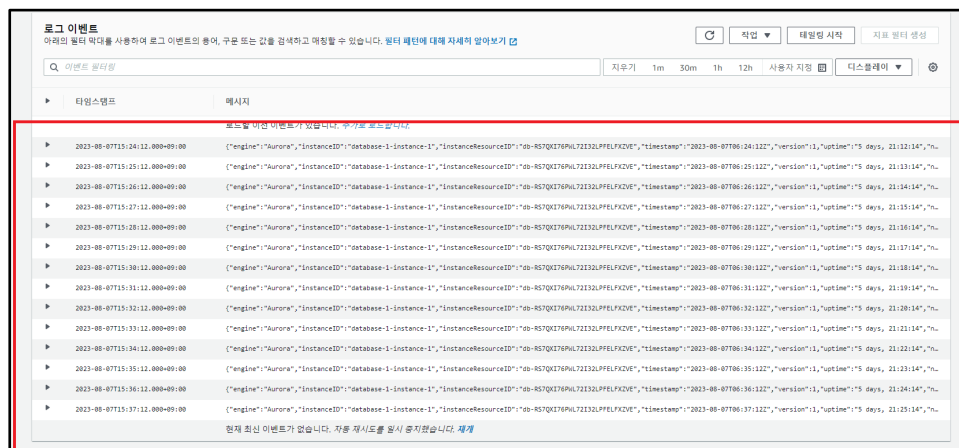 로그 이벤트
아래의 필터 막대를 사용하여 로그 이벤트의 용어, 구문 또는 값을 검색하고 매칭할 수 있습니다. 필터 패턴에 대해 자세히 알아보기
작업 ▼ 테일링 시작 지표 필터 생성
이벤트 필터링 지우기 1m 30m 1h 12h 사용자 지정 디스플레이 ▼
타임스탬프 메시지
로드할 이전 이벤트가 있습니다. 추가로 로드합니다.
2023-08-07T15:24:12.000+09:00 {"engine":"Aurora","instanceID":"database-1-instance-1","instanceResourceID":"db-RS7QXI76PWL72I32LPFELFXZVE","timestamp":"2023-08-07T06:24:12Z","version":1,"uptime":"5 days, 21:12:14","n…
2023-08-07T15:25:12.000+09:00 {"engine":"Aurora","instanceID":"database-1-instance-1","instanceResourceID":"db-RS7QXI76PWL72I32LPFELFXZVE","timestamp":"2023-08-07T06:25:12Z","version":1,"uptime":"5 days, 21:13:14","n…
2023-08-07T15:26:12.000+09:00 {"engine":"Aurora","instanceID":"database-1-instance-1","instanceResourceID":"db-RS7QXI76PWL72I32LPFELFXZVE","timestamp":"2023-08-07T06:26:12Z","version":1,"uptime":"5 days, 21:14:14","n…
2023-08-07T15:27:12.000+09:00 {"engine":"Aurora","instanceID":"database-1-instance-1","instanceResourceID":"db-RS7QXI76PWL72I32LPFELFXZVE","timestamp":"2023-08-07T06:27:12Z","version":1,"uptime":"5 days, 21:15:14","n…
2023-08-07T15:28:12.000+09:00 {"engine":"Aurora","instanceID":"database-1-instance-1","instanceResourceID":"db-RS7QXI76PWL72I32LPFELFXZVE","timestamp":"2023-08-07T06:28:12Z","version":1,"uptime":"5 days, 21:16:14","n…
2023-08-07T15:29:12.000+09:00 {"engine":"Aurora","instanceID":"database-1-instance-1","instanceResourceID":"db-RS7QXI76PWL72I32LPFELFXZVE","timestamp":"2023-08-07T06:29:12Z","version":1,"uptime":"5 days, 21:17:14","n…
2023-08-07T15:30:12.000+09:00 {"engine":"Aurora","instanceID":"database-1-instance-1","instanceResourceID":"db-RS7QXI76PWL72I32LPFELFXZVE","timestamp":"2023-08-07T06:30:12Z","version":1,"uptime":"5 days, 21:18:14","n…
2023-08-07T15:31:12.000+09:00 {"engine":"Aurora","instanceID":"database-1-instance-1","instanceResourceID":"db-RS7QXI76PWL72I32LPFELFXZVE","timestamp":"2023-08-07T06:31:12Z","version":1,"uptime":"5 days, 21:19:14","n…
2023-08-07T15:32:12.000+09:00 {"engine":"Aurora","instanceID":"database-1-instance-1","instanceResourceID":"db-RS7QXI76PWL72I32LPFELFXZVE","timestamp":"2023-08-07T06:32:12Z","version":1,"uptime":"5 days, 21:20:14","n…
2023-08-07T15:33:12.000+09:00 {"engine":"Aurora","instanceID":"database-1-instance-1","instanceResourceID":"db-RS7QXI76PWL72I32LPFELFXZVE","timestamp":"2023-08-07T06:33:12Z","version":1,"uptime":"5 days, 21:21:14","n…
2023-08-07T15:34:12.000+09:00 {"engine":"Aurora","instanceID":"database-1-instance-1","instanceResourceID":"db-RS7QXI76PWL72I32LPFELFXZVE","timestamp":"2023-08-07T06:34:12Z","version":1,"uptime":"5 days, 21:22:14","n…
2023-08-07T15:35:12.000+09:00 {"engine":"Aurora","instanceID":"database-1-instance-1","instanceResourceID":"db-RS7QXI76PWL72I32LPFELFXZVE","timestamp":"2023-08-07T06:35:12Z","version":1,"uptime":"5 days, 21:23:14","n…
2023-08-07T15:36:12.000+09:00 {"engine":"Aurora","instanceID":"database-1-instance-1","instanceResourceID":"db-RS7QXI76PWL72I32LPFELFXZVE","timestamp":"2023-08-07T06:36:12Z","version":1,"uptime":"5 days, 21:24:14","n…
2023-08-07T15:37:12.000+09:00 {"engine":"Aurora","instanceID":"database-1-instance-1","instanceResourceID":"db-RS7QXI76PWL72I32LPFELFXZVE","timestamp":"2023-08-07T06:37:12Z","version":1,"uptime":"5 days, 21:25:14","n…
현재 최신 이벤트가 없습니다. 자동 재시도를 일시 중지했습니다. 재개